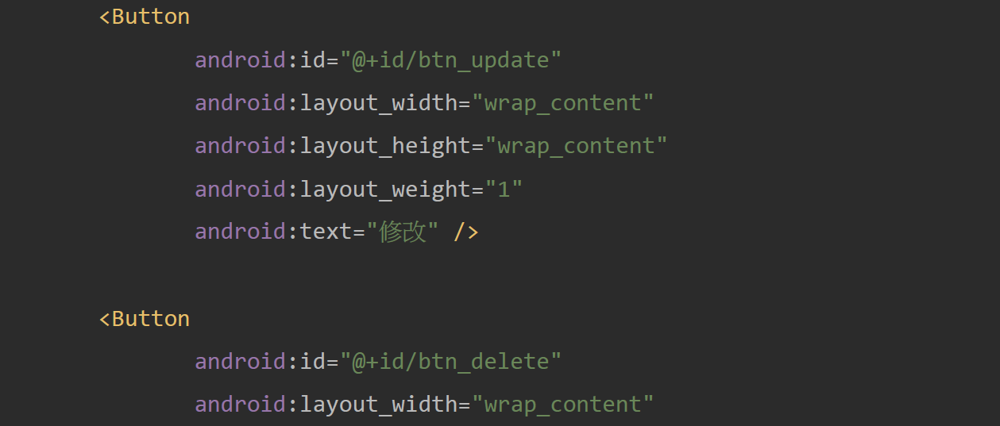 <Button
android:id="@+id/btn_update"
android:layout_width="wrap_content"
android:layout_height="wrap_content"
android:layout_weight="1"
android:text="修改" />
<Button
android:id="@+id/btn_delete"
android:layout_width="wrap_content"